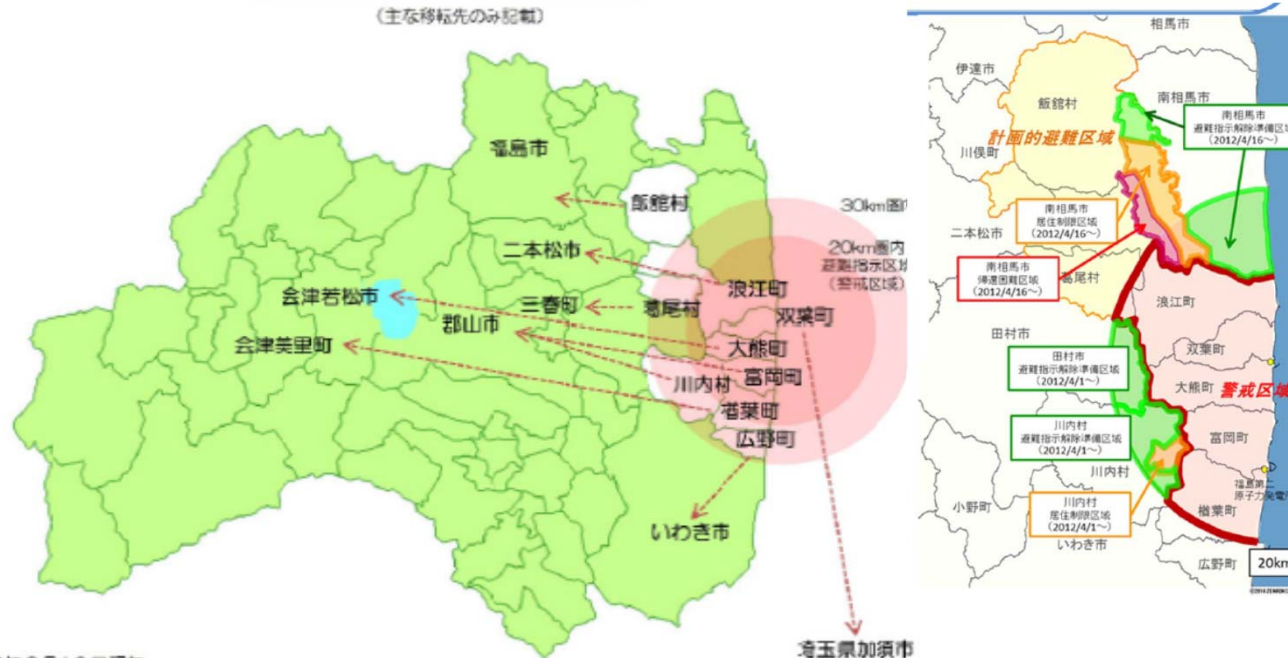 （主な移転先のみ記載）
福島市
飯舘村
30km圏内
二本松市
20km圏内
避難指示区域
（警戒区域）
浪江町
会津若松市
三春町
葛尾村
双葉町
郡山市
会津美里町
大熊町
富岡町
川内村
楢葉町
広野町
いわき市
埼玉県加須市
相馬市
伊達市
飯舘村
南相馬市
南相馬市
避難指示解除準備区域
（2012/4/16～）
計画的避難区域
川俣町
南相馬市
居住制限区域
（2012/4/16～）
二本松市
南相馬市
帰還困難区域
（2012/4/16～）
葛尾村
浪江町
田村市
双葉町
田村市
避難指示解除準備区域
（2012/4/1～）
大熊町
警戒区域
川内村
避難指示解除準備区域
（2012/4/1～）
富岡町
川内村
福島第二
原子力発電所
小野町
川内村
居住制限区域
（2012/4/1～）
楢葉町
いわき市
広野町
20km